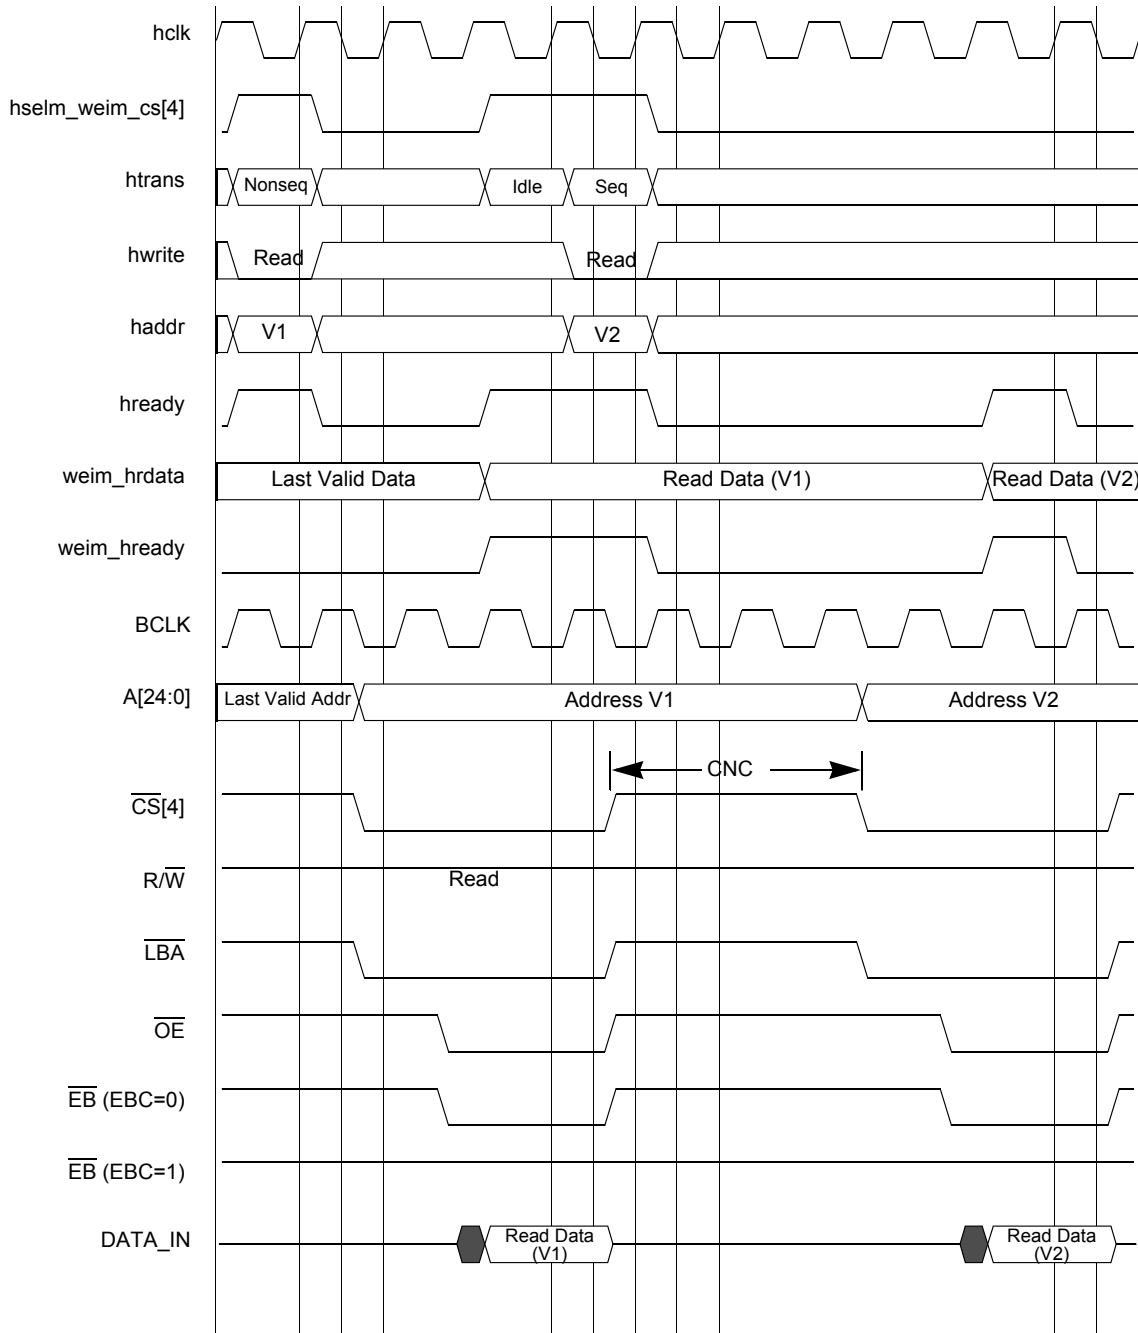 hclk
hselm_weim_cs[4]
htrans Nonseq Idle Seq
hwrite Read Read
haddr V1 V2
hready
weim_hrdata Last Valid Data Read Data (V1) Read Data (V2)
weim_hready
BCLK
A[24:0] Last Valid Addr Address V1 Address V2
CNC
CS[4]
R/W Read
LBA
OE
EB (EBC=0)
EB (EBC=1)
DATA_IN Read Data (V1) Read Data (V2)